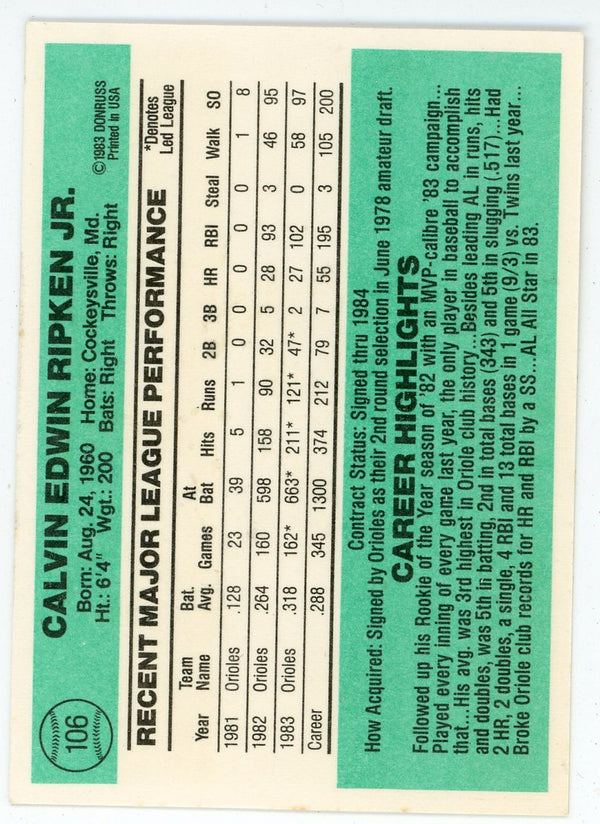 106
CALVIN EDWIN RIPKEN JR.
Born: Aug. 24, 1960 Home: Cockeysville, Md.
Ht.: 6'4" Wgt.: 200 Bats: Right Throws: Right
©1983 DONRUSS
Printed In USA
RECENT MAJOR LEAGUE PERFORMANCE
*Denotes
Led League
Year Team Name Bat. Avg. Games At Bat Hits Runs 2B 3B HR RBI Steal Walk SO
1981 Orioles .128 23 39 5 1 0 0 0 0 0 1 8
1982 Orioles .264 160 598 158 90 32 5 28 93 3 46 95
1983 Orioles .318 162* 663* 211* 121* 47* 2 27 102 0 58 97
Career .288 345 1300 374 212 79 7 55 195 3 105 200
Contract Status: Signed thru 1984
How Acquired: Signed by Orioles as their 2nd round selection in June 1978 amateur draft.
CAREER HIGHLIGHTS
Followed up his Rookie of the Year season of '82 with an MVP-calibre '83 campaign...
Played every inning of every game last year, the only player in baseball to accomplish
that...His avg. was 3rd highest in Oriole club history...Besides leading AL in runs, hits
and doubles, was 5th in batting, 2nd in total bases (343) and 5th in slugging (.517)...Had
2 HR, 2 doubles, a single, 4 RBI and 13 total bases in 1 game (9/3) vs. Twins last year...
Broke Oriole club records for HR and RBI by a SS...AL All Star in 83.